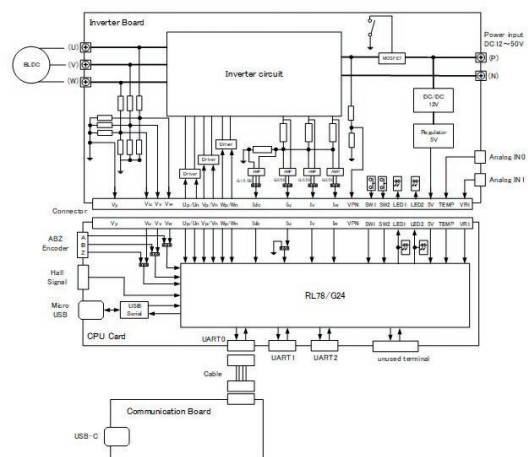 Inverter Board
Power input
DC12～50V
(U)
(V)
(W)
BLDC
Inverter circuit
MOSFET
(P)
(N)
DC/DC
12V
Regulator
5V
Driver
Driver
Driver
AMP
AMP
AMP
AMP
Analog IN0
Analog IN1
Connector
Vu Vv Vw Up/Un Vp/Vn Wp/Wn Idc Iu Iv Iw VPN SW1 SW2 LED1 LED2 5V TEMP VR1
Vu Vv Vw Up/Un Vp/Vn Wp/Wn Idc Iu Iv Iw VPN SW1 SW2 LED1 LED2 5V TEMP VR1
ABZ
Encoder
A
B
Z
Hall
Signal
Micro
USB
USB
Serial
RL78/G24
CPU Card
UART0
UART1
UART2
unused terminal
Cable
Communication Board
USB-C